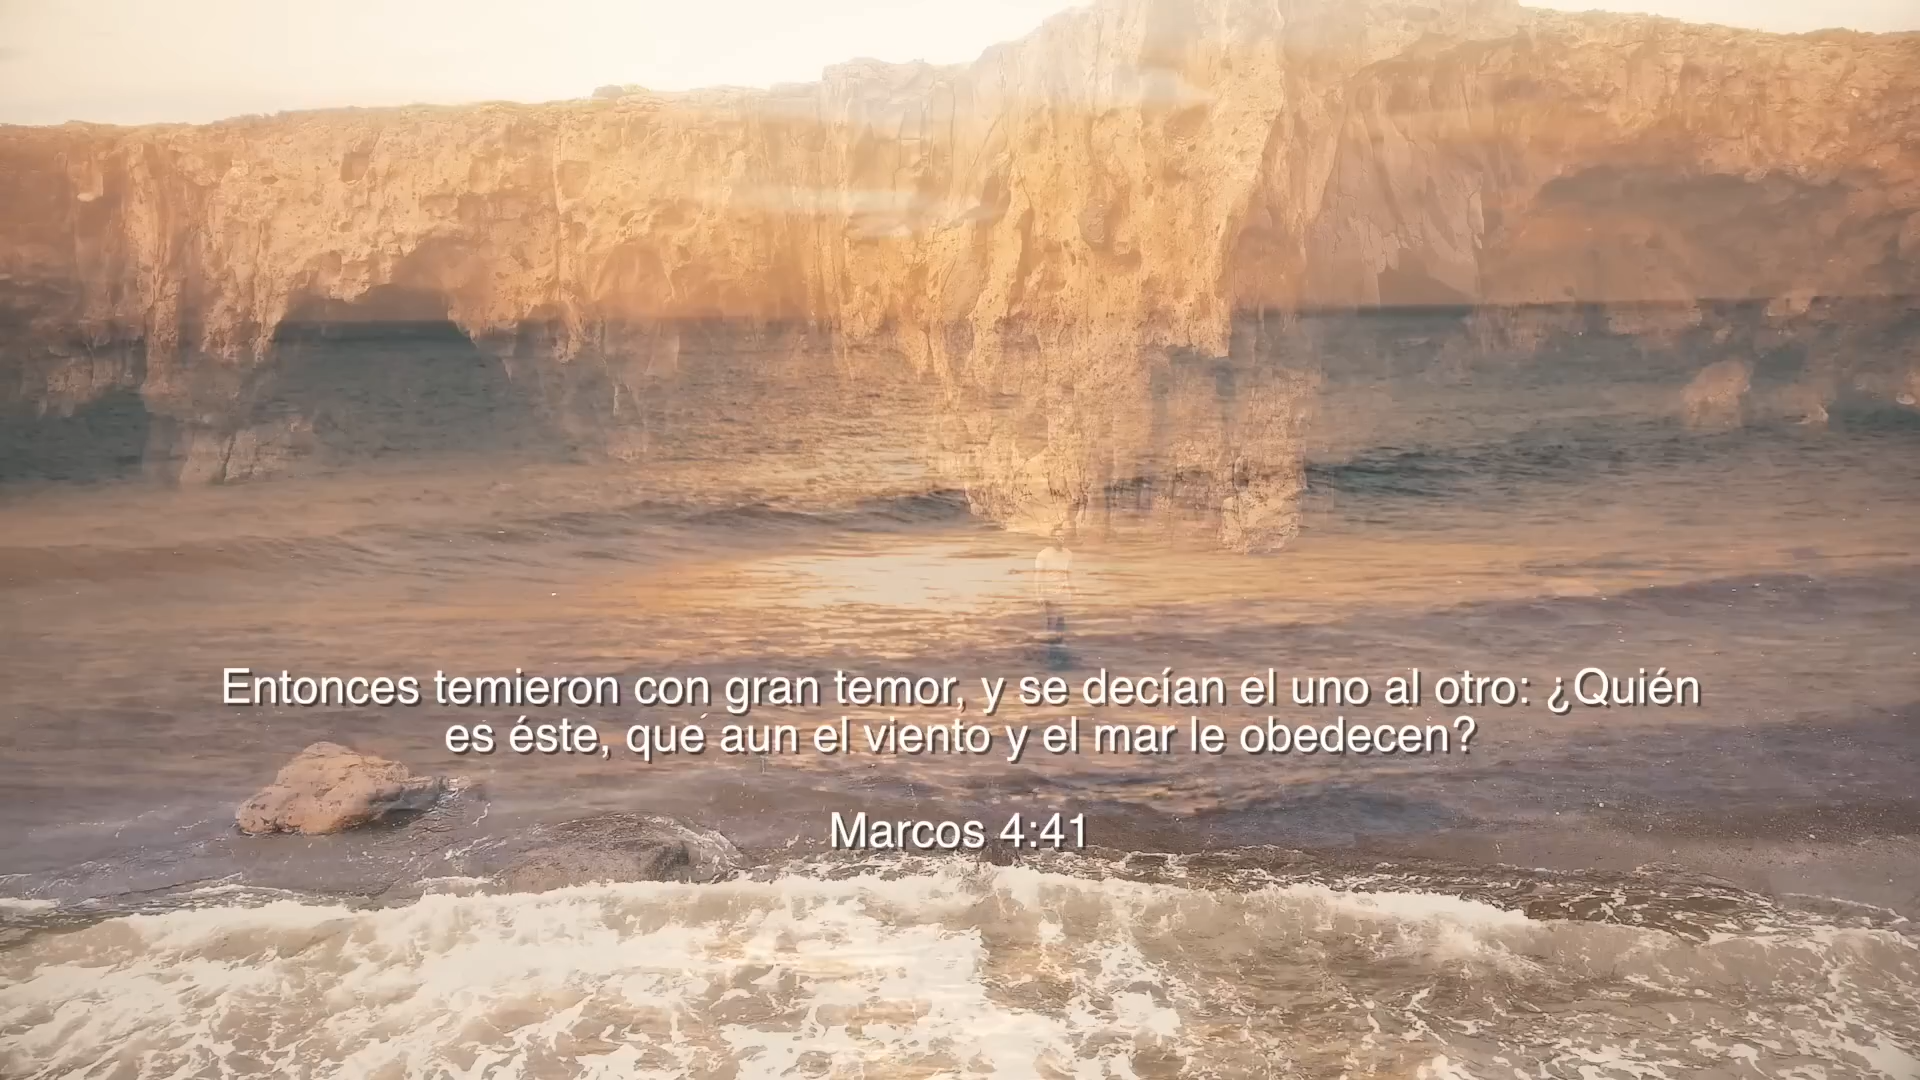 Entonces temieron con gran temor, y se decían el uno al otro: ¿Quién
es éste, que aun el viento y el mar le obedecen?
Marcos 4:41